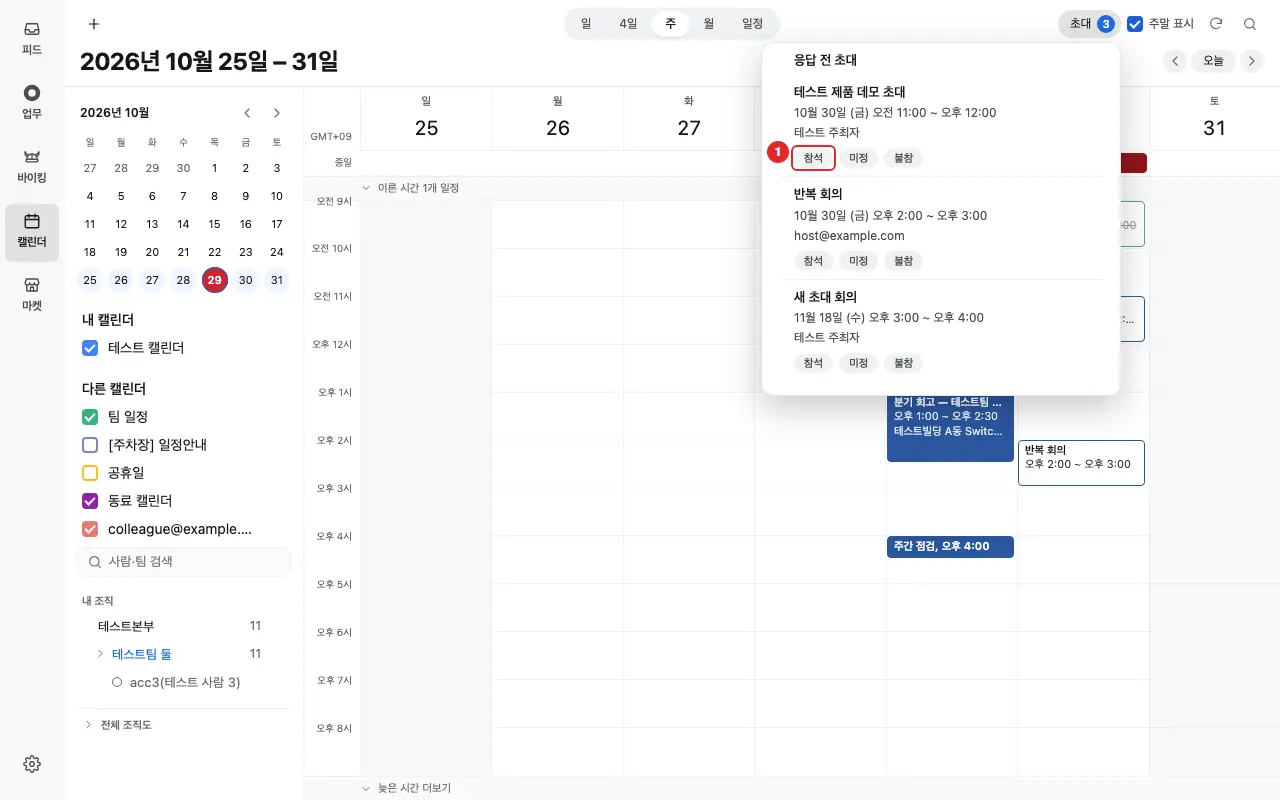 피드
업무
바이킹
캘린더
마켓
일 4일 주 월 일정
초대 3 주말 표시
2026년 10월 25일 – 31일
오늘
2026년 10월
일 월 화 수 목 금 토
27 28 29 30 1 2 3
4 5 6 7 8 9 10
11 12 13 14 15 16 17
18 19 20 21 22 23 24
25 26 27 28 29 30 31
내 캘린더
테스트 캘린더
다른 캘린더
팀 일정
[주차장] 일정안내
공휴일
동료 캘린더
colleague@example....
사람·팀 검색
내 조직
테스트본부 11
테스트팀 둘 11
acc3(테스트 사람 3)
전체 조직도
GMT+09
일 월 화 토
25 26 27 31
종일
이른 시간 1개 일정
오전 9시
오전 10시
오전 11시
오후 12시
오후 1시
오후 2시
오후 3시
오후 4시
오후 5시
오후 6시
오후 7시
오후 8시
늦은 시간 더보기
응답 전 초대
테스트 제품 데모 초대
10월 30일 (금) 오전 11:00 ~ 오후 12:00
테스트 주최자
1
참석 미정 불참
반복 회의
10월 30일 (금) 오후 2:00 ~ 오후 3:00
host@example.com
참석 미정 불참
새 초대 회의
11월 18일 (수) 오후 3:00 ~ 오후 4:00
테스트 주최자
참석 미정 불참
분기 회고 — 테스트팀 ...
오후 1:00 ~ 오후 2:30
테스트빌딩 A동 Switc...
반복 회의
오후 2:00 ~ 오후 3:00
주간 점검, 오후 4:00